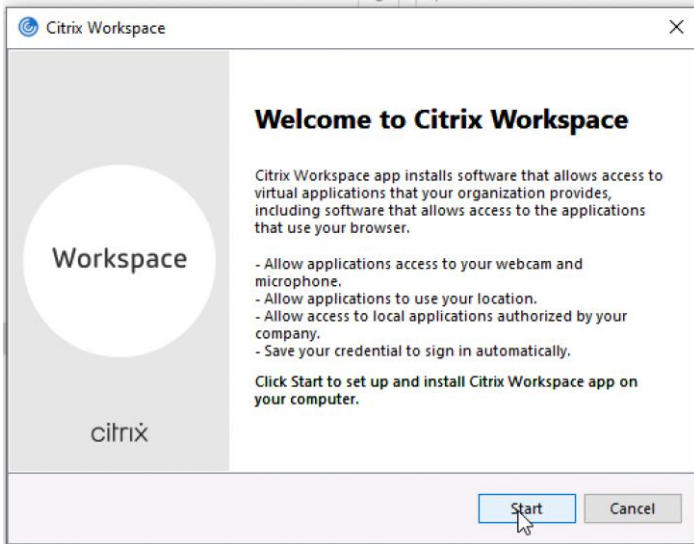 Citrix Workspace
Welcome to Citrix Workspace
Citrix Workspace app installs software that allows access to
virtual applications that your organization provides,
including software that allows access to the applications
that use your browser.
- Allow applications access to your webcam and
microphone.
- Allow applications to use your location.
- Allow access to local applications authorized by your
company.
- Save your credential to sign in automatically.
Click Start to set up and install Citrix Workspace app on
your computer.
Workspace
citrix
Start
Cancel